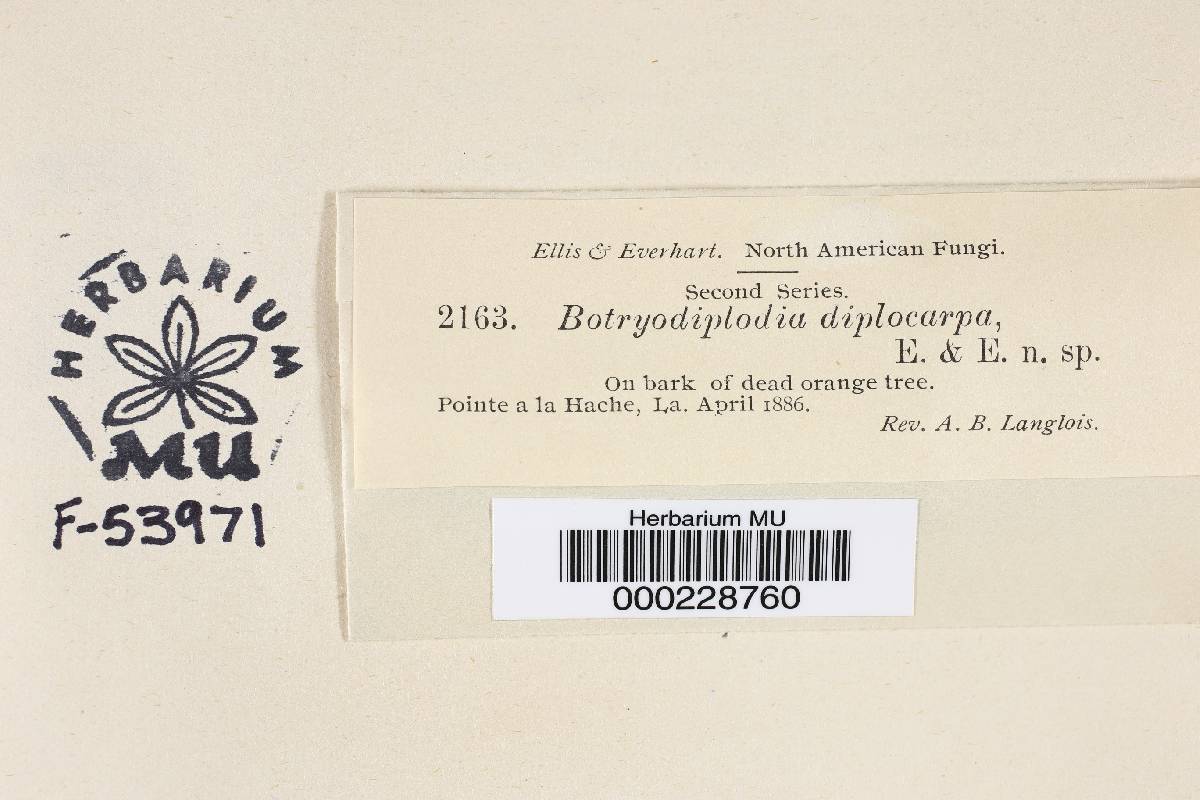 Ellis & Everhart. North American Fungi.
Second Series.
2163. Botryodiplodia diplocarpa,
E. & E. n. sp.
On bark of dead orange tree.
Pointe a la Hache, La. April 1886.
Rev. A. B. Langlois.
HERBARIUM
MU
F-53971
Herbarium MU
000228760